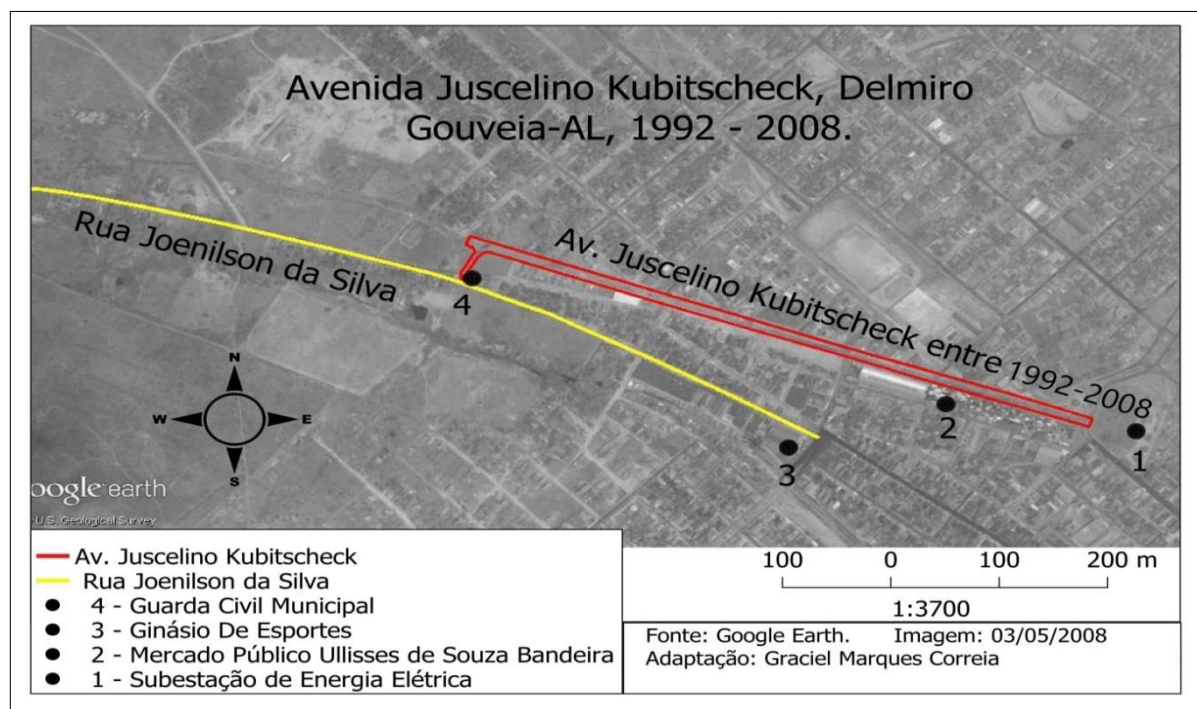 Avenida Juscelino Kubitscheck, Delmiro
Gouveia-AL, 1992 - 2008.
Rua Joenilson da Silva
Av. Juscelino Kubitscheck entre 1992-2008
4
2
3
1
N
W
E
S
oogle earth
U.S. Geological Survey
Av. Juscelino Kubitscheck
Rua Joenilson da Silva
4 - Guarda Civil Municipal
3 - Ginásio De Esportes
2 - Mercado Público Ullisses de Souza Bandeira
1 - Subestação de Energia Elétrica
100 0 100 200 m
1:3700
Fonte: Google Earth. Imagem: 03/05/2008
Adaptação: Graciel Marques Correia